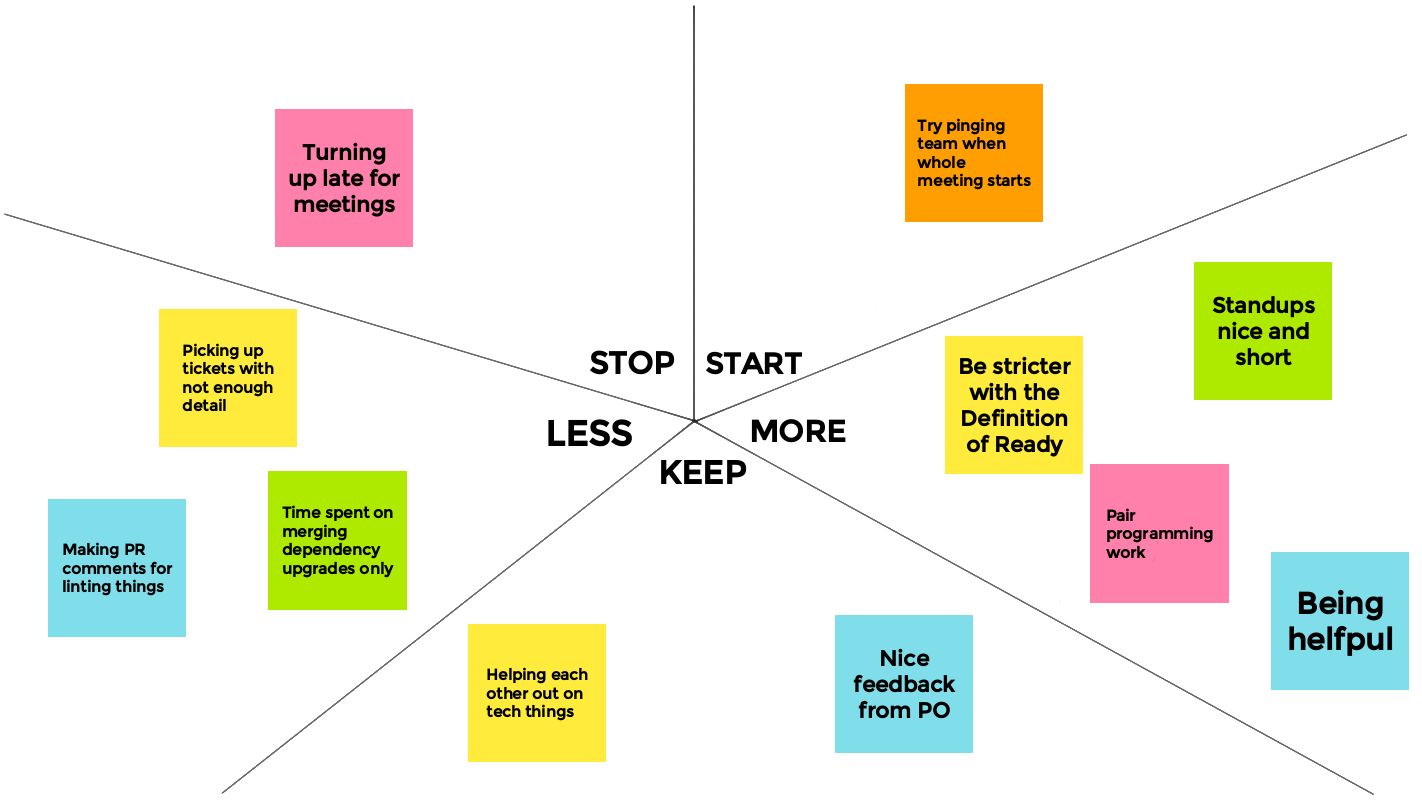 Turning
up late for
meetings
Try pinging
team when
whole
meeting starts
STOP
START
Standups
nice and
short
Picking up
tickets with
not enough
detail
Be stricter
with the
Definition
of Ready
LESS
MORE
KEEP
Making PR
comments for
linting things
Time spent on
merging
dependency
upgrades only
Pair
programming
work
Being
helfpul
Helping each
other out on
tech things
Nice
feedback
from PO